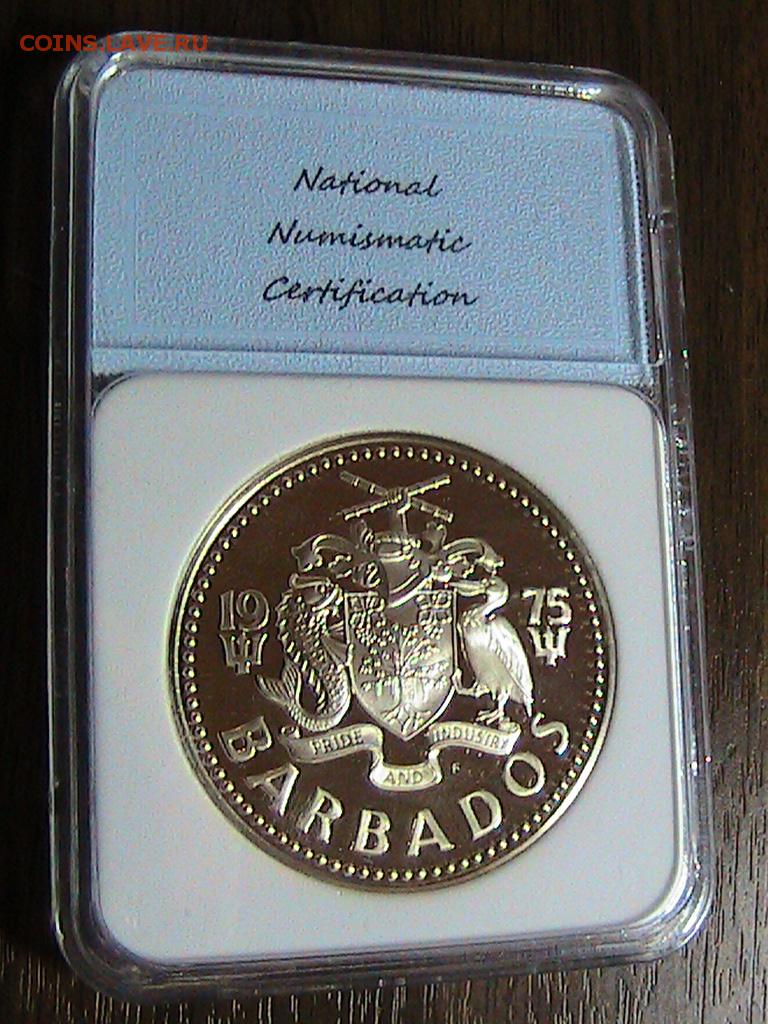 COINS.LAVE.RU
National
Numismatic
Certification
19 75
PRIDE AND INDUSTRY
F
BARBADOS